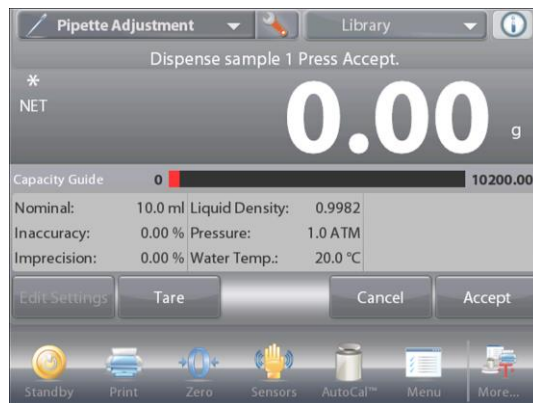 Pipette Adjustment
Library
Dispense sample 1 Press Accept.
*
NET
0.00 g
Capacity Guide 0 10200.00
Nominal: 10.0 ml Liquid Density: 0.9982
Inaccuracy: 0.00 % Pressure: 1.0 ATM
Imprecision: 0.00 % Water Temp.: 20.0 °C
Edit Settings Tare Cancel Accept
Standby Print Zero Sensors AutoCal™ Menu More...